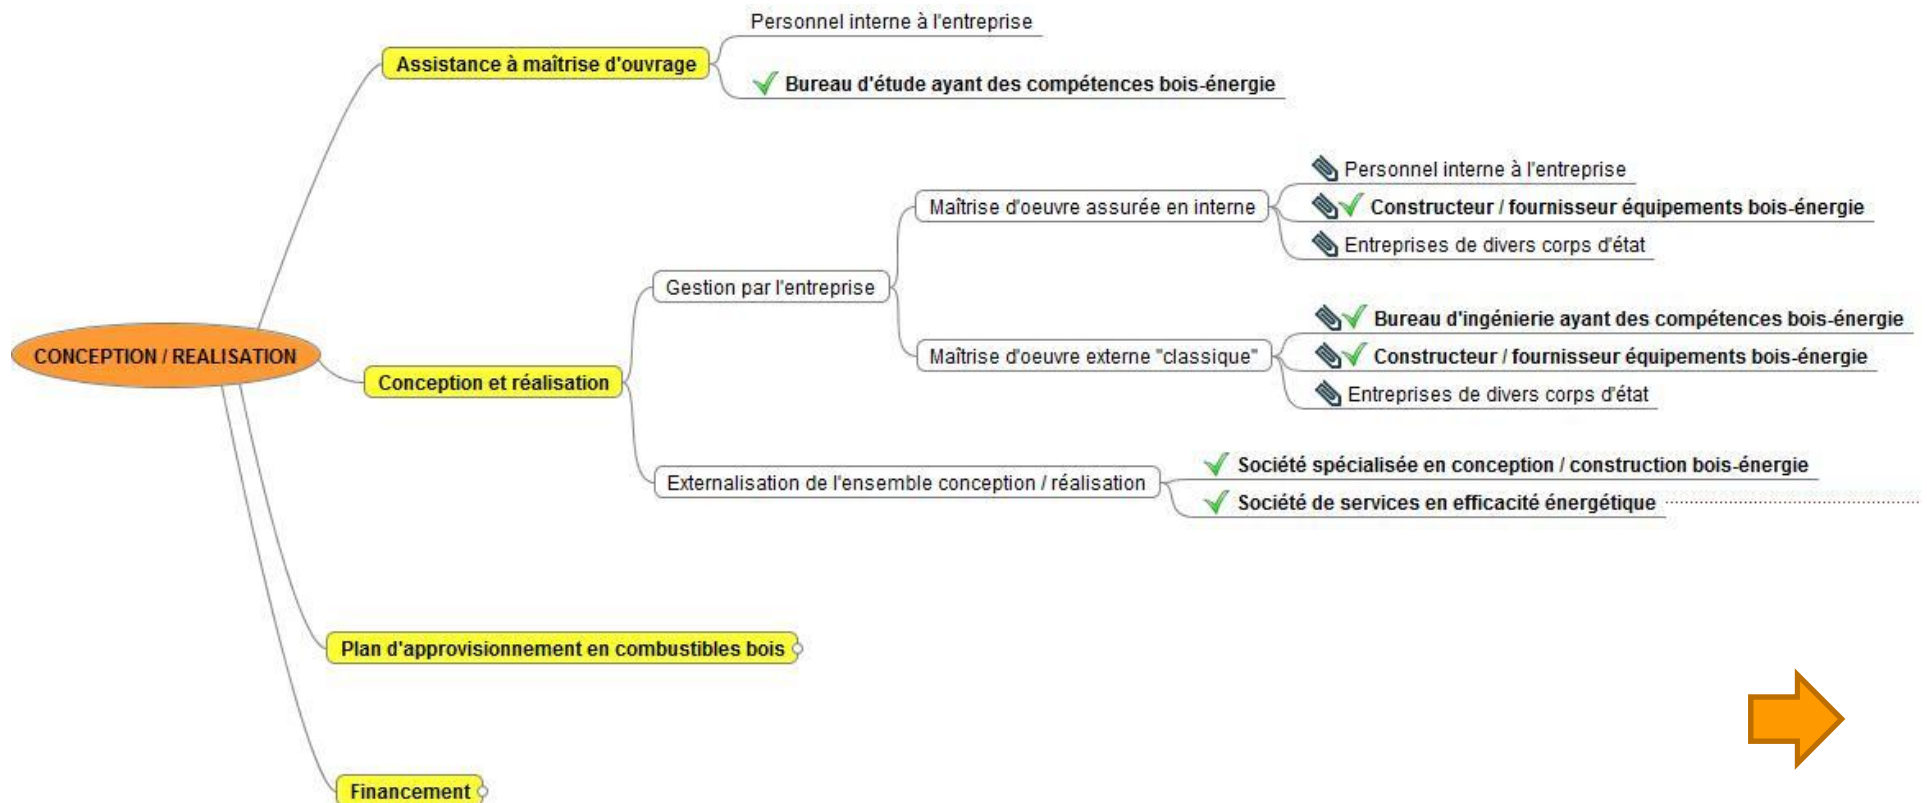 Personnel interne à l'entreprise
Assistance à maîtrise d'ouvrage
Bureau d'étude ayant des compétences bois-énergie
Personnel interne à l'entreprise
Maîtrise d'oeuvre assurée en interne
Constructeur / fournisseur équipements bois-énergie
Entreprises de divers corps d'état
Gestion par l'entreprise
Bureau d'ingénierie ayant des compétences bois-énergie
CONCEPTION / REALISATION
Maîtrise d'oeuvre externe "classique"
Constructeur / fournisseur équipements bois-énergie
Conception et réalisation
Entreprises de divers corps d'état
Société spécialisée en conception / construction bois-énergie
Externalisation de l'ensemble conception / réalisation
Société de services en efficacité énergétique
Plan d'approvisionnement en combustibles bois
Financement